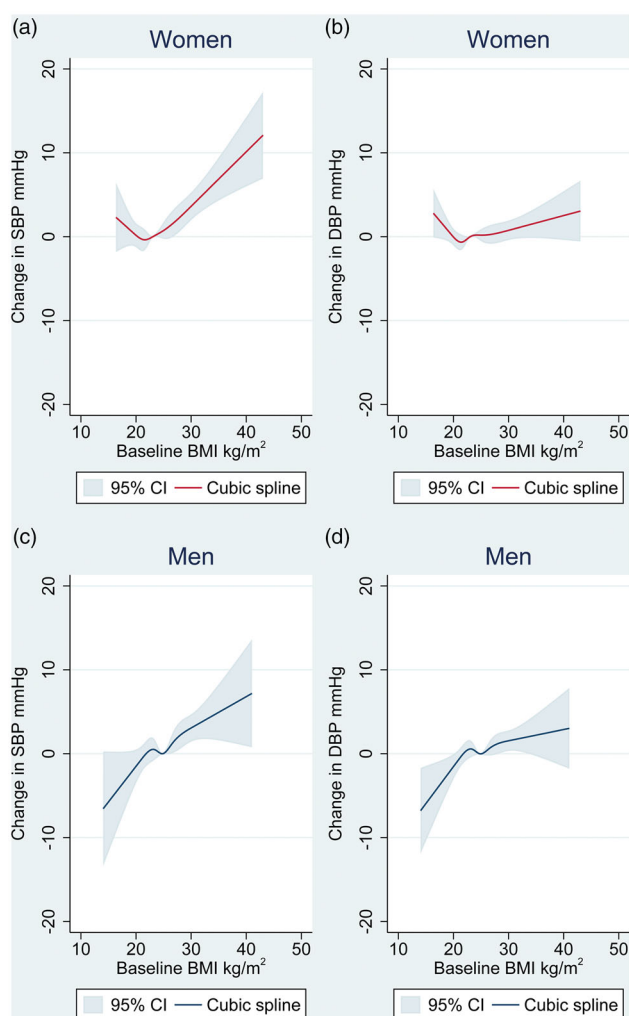 (a)
Women
20
10
0
-10
-20
Change in SBP mmHg
10 20 30 40 50
Baseline BMI kg/m²
95% CI Cubic spline
(b)
Women
20
10
0
-10
-20
Change in DBP mmHg
10 20 30 40 50
Baseline BMI kg/m²
95% CI Cubic spline
(c)
Men
20
10
0
-10
-20
Change in SBP mmHg
10 20 30 40 50
Baseline BMI kg/m²
95% CI Cubic spline
(d)
Men
20
10
0
-10
-20
Change in DBP mmHg
10 20 30 40 50
Baseline BMI kg/m²
95% CI Cubic spline